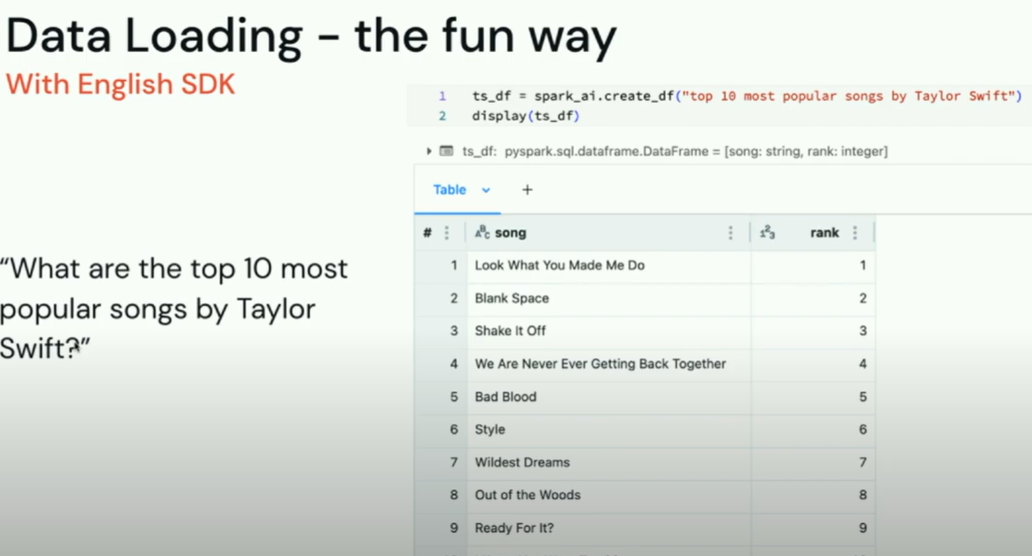 Data Loading – the fun way
With English SDK
1 ts_df = spark_ai.create_df("top 10 most popular songs by Taylor Swift")
2 display(ts_df)
ts_df: pyspark.sql.dataframe.DataFrame = [song: string, rank: integer]
Table +
# ABC song 123 rank
1 Look What You Made Me Do 1
2 Blank Space 2
3 Shake It Off 3
4 We Are Never Ever Getting Back Together 4
5 Bad Blood 5
6 Style 6
7 Wildest Dreams 7
8 Out of the Woods 8
9 Ready For It? 9
“What are the top 10 most
popular songs by Taylor
Swift?”